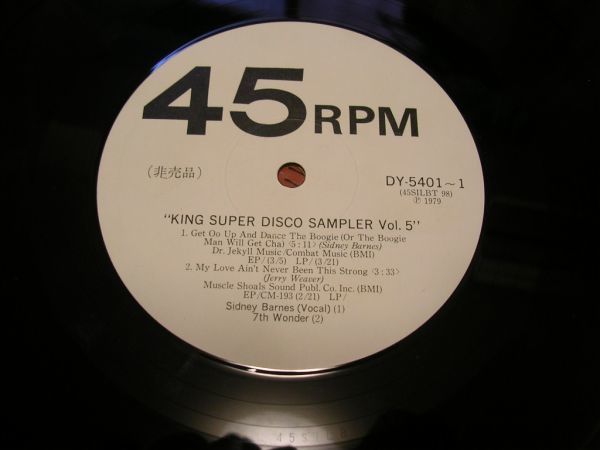 45RPM
(非売品)
DY-5401~1
(45SILBT 98)
Ⓟ 1979
"KING SUPER DISCO SAMPLER Vol. 5"
1. Get Oo Up And Dance The Boogie (Or The Boogie
Man Will Get Cha) <5:11> (Sidney Barnes)
Dr. Jekyll Music/Combat Music (BMI)
EP/(3/5) LP/(3/21)
2. My Love Ain't Never Been This Strong <3:33>
(Jerry Weaver)
Muscle Shoals Sound Publ. Co. Inc. (BMI)
EP/CM-193 (2/21) LP/
Sidney Barnes (Vocal) (1)
7th Wonder (2)